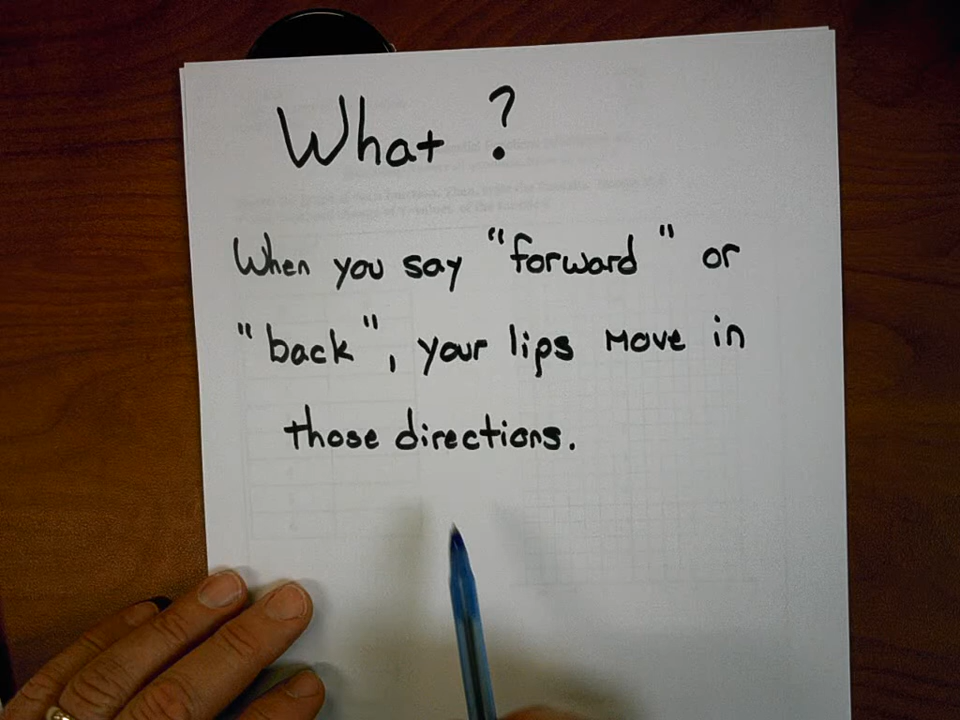 What ?
When you say "forward" or
"back", your lips move in
those directions.